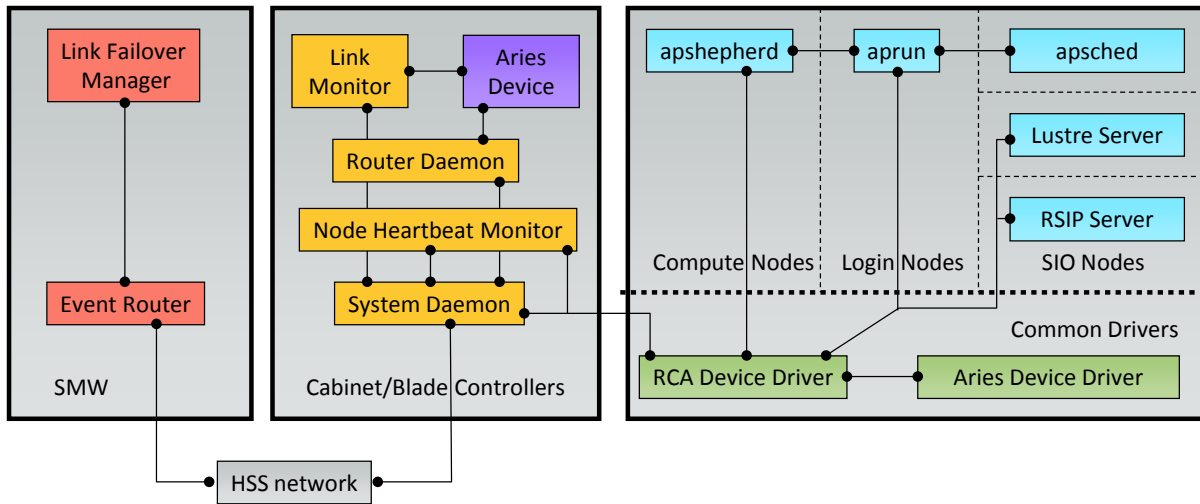 Link Failover
Manager
Event Router
SMW
Link
Monitor
Aries
Device
Router Daemon
Node Heartbeat Monitor
System Daemon
Cabinet/Blade Controllers
HSS network
apshepherd
aprun
apsched
Lustre Server
RSIP Server
Compute Nodes
Login Nodes
SIO Nodes
Common Drivers
RCA Device Driver
Aries Device Driver